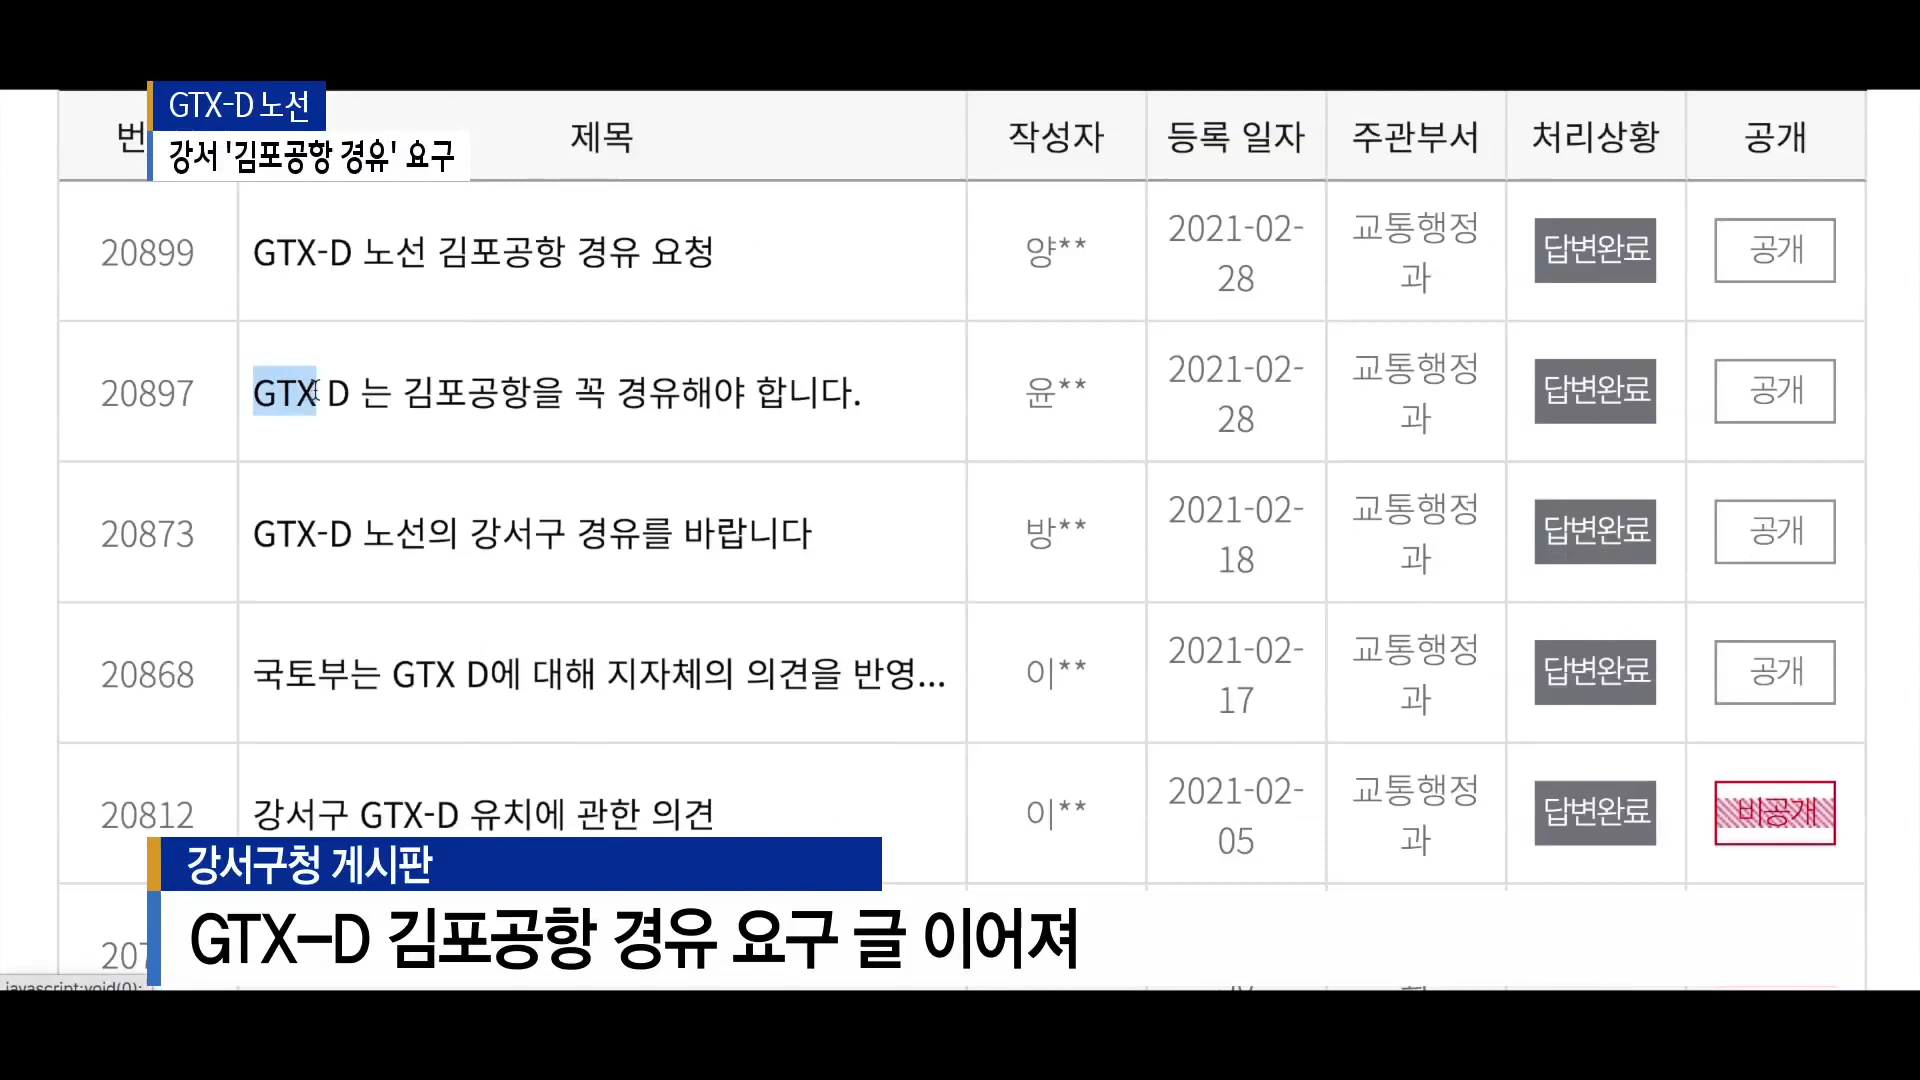 GTX-D 노선
강서 '김포공항 경유' 요구
제목 작성자 등록 일자 주관부서 처리상황 공개
20899 GTX-D 노선 김포공항 경유 요청 양** 2021-02-28 교통행정과 답변완료 공개
20897 GTX D 는 김포공항을 꼭 경유해야 합니다. 윤** 2021-02-28 교통행정과 답변완료 공개
20873 GTX-D 노선의 강서구 경유를 바랍니다 방** 2021-02-18 교통행정과 답변완료 공개
20868 국토부는 GTX D에 대해 지자체의 의견을 반영... 이** 2021-02-17 교통행정과 답변완료 공개
20812 강서구 GTX-D 유치에 관한 의견 이** 2021-02-05 교통행정과 답변완료 비공개
강서구청 게시판
GTX-D 김포공항 경유 요구 글 이어져
javascript:void(0);